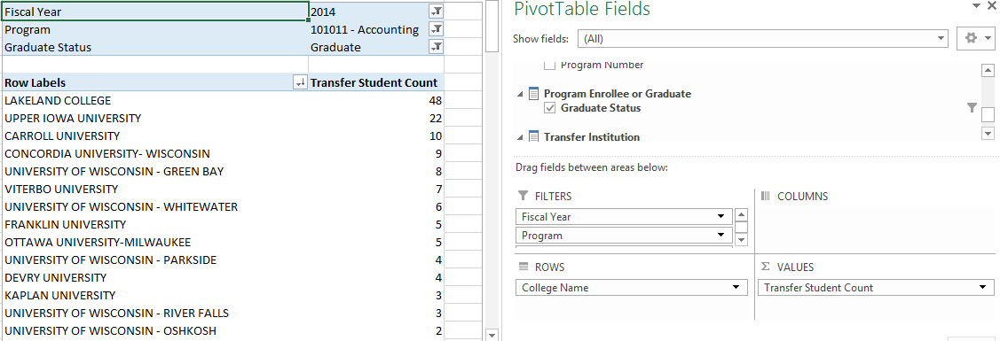 Fiscal Year 2014
Program 101011 - Accounting
Graduate Status Graduate
Row Labels Transfer Student Count
LAKELAND COLLEGE 48
UPPER IOWA UNIVERSITY 22
CARROLL UNIVERSITY 10
CONCORDIA UNIVERSITY- WISCONSIN 9
UNIVERSITY OF WISCONSIN - GREEN BAY 8
VITERBO UNIVERSITY 7
UNIVERSITY OF WISCONSIN - WHITEWATER 6
FRANKLIN UNIVERSITY 5
OTTAWA UNIVERSITY-MILWAUKEE 5
UNIVERSITY OF WISCONSIN - PARKSIDE 4
DEVRY UNIVERSITY 4
KAPLAN UNIVERSITY 3
UNIVERSITY OF WISCONSIN - RIVER FALLS 3
UNIVERSITY OF WISCONSIN - OSHKOSH 2
PivotTable Fields
Show fields: (All)
Program Number
Program Enrollee or Graduate
Graduate Status
Transfer Institution
Drag fields between areas below:
FILTERS
Fiscal Year
Program
COLUMNS
ROWS
College Name
Σ VALUES
Transfer Student Count